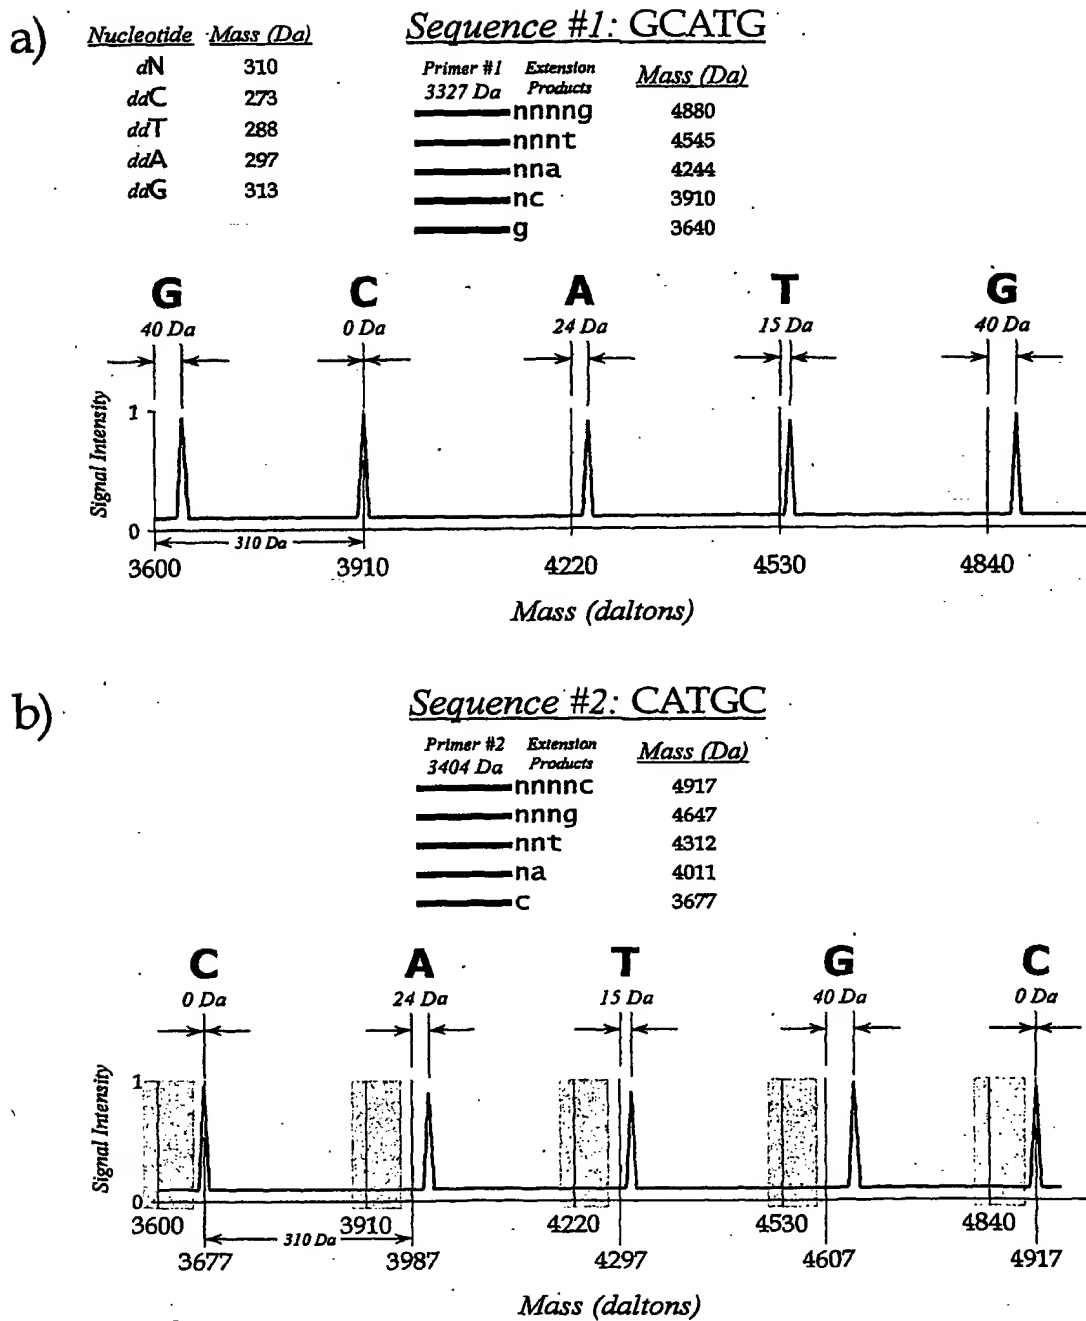 a)
Nucleotide Mass (Da)
dN 310
ddC 273
ddT 288
ddA 297
ddG 313
Sequence #1: GCATG
Primer #1 Extension Mass (Da)
3327 Da Products
nnnng 4880
nnnt 4545
nna 4244
nc 3910
g 3640
G C A T G
40 Da 0 Da 24 Da 15 Da 40 Da
Signal Intensity
1
0
310 Da
3600 3910 4220 4530 4840
Mass (daltons)
b)
Sequence #2: CATGC
Primer #2 Extension Mass (Da)
3404 Da Products
nnnnc 4917
nnng 4647
nnt 4312
na 4011
c 3677
C A T G C
0 Da 24 Da 15 Da 40 Da 0 Da
Signal Intensity
1
0
3600 3910 4220 4530 4840
310 Da
3677 3987 4297 4607 4917
Mass (daltons)